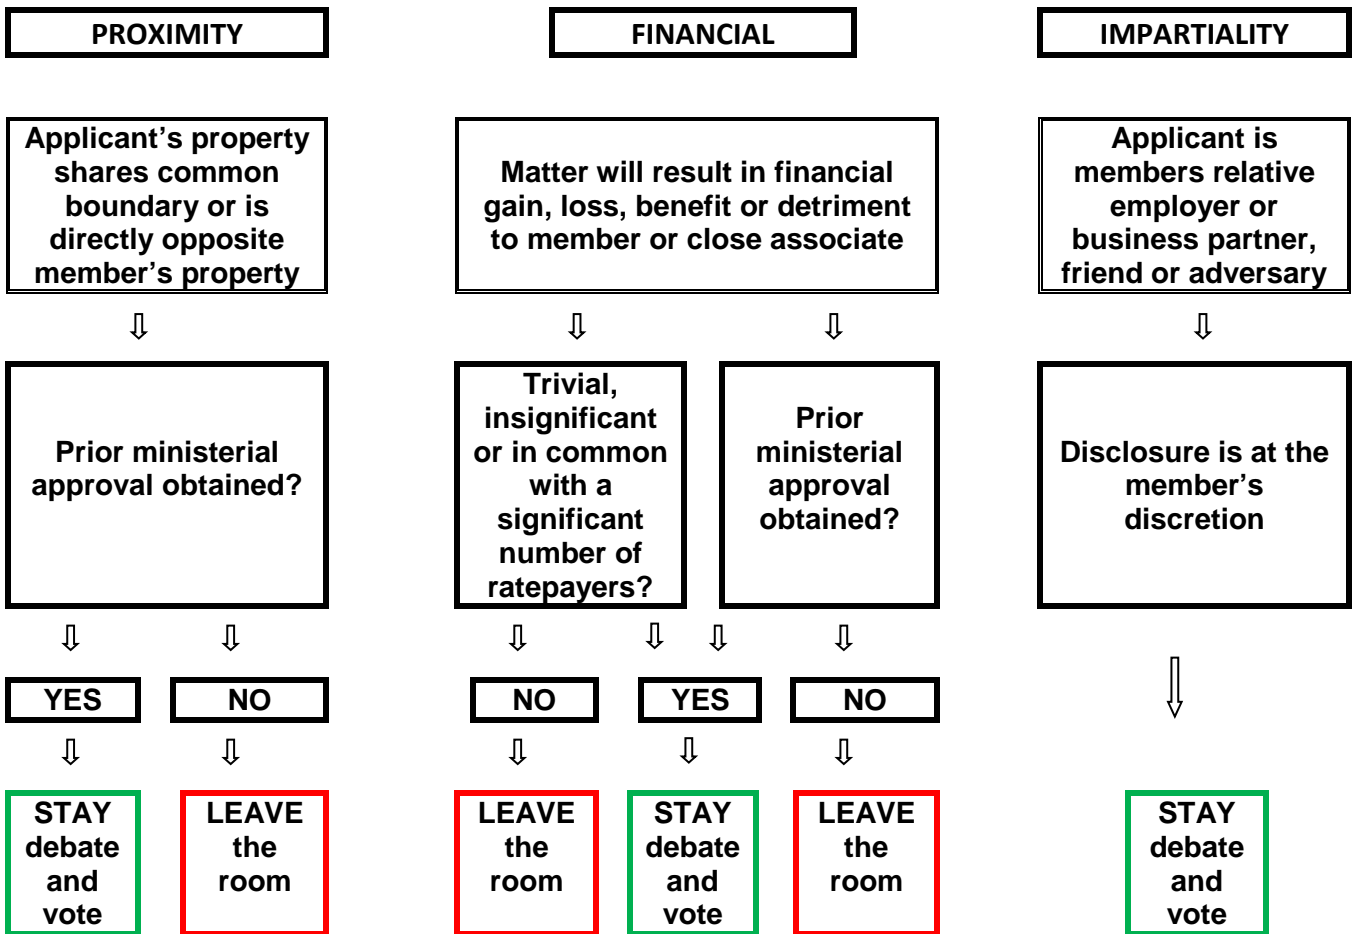 PROXIMITY
FINANCIAL
IMPARTIALITY
Applicant’s property
shares common
boundary or is
directly opposite
member’s property
Matter will result in financial
gain, loss, benefit or detriment
to member or close associate
Applicant is
members relative
employer or
business partner,
friend or adversary
Prior ministerial
approval obtained?
Trivial,
insignificant
or in common
with a
significant
number of
ratepayers?
Prior
ministerial
approval
obtained?
Disclosure is at the
member’s
discretion
YES
NO
NO
YES
NO
STAY
debate
and
vote
LEAVE
the
room
LEAVE
the
room
STAY
debate
and
vote
LEAVE
the
room
STAY
debate
and
vote